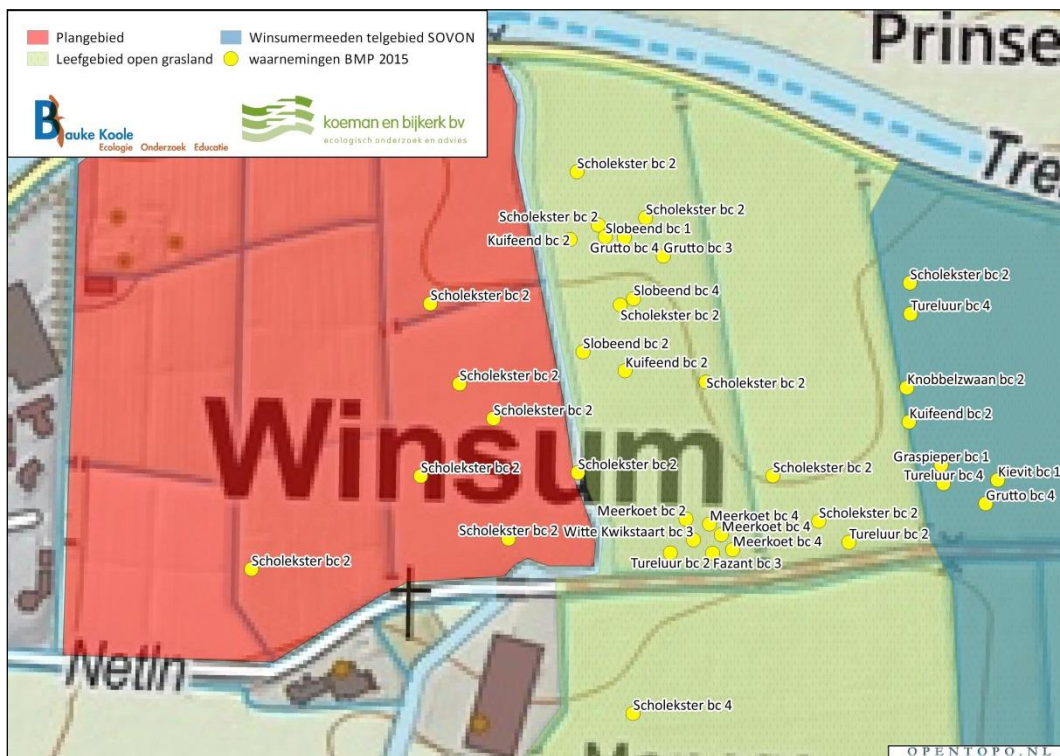 Plangebied
Winsumermeeden telgebied SOVON
Leefgebied open grasland
waarnemingen BMP 2015
Bauke Koole
Ecologie Onderzoek Educatie
koeman en bijkerk bv
ecologisch onderzoek en advies
Prinse
Tre
Scholekster bc 2
Scholekster bc 2
Scholekster bc 2
Slobeend bc 1
Kuifeend bc 2
Grutto bc 4
Grutto bc 3
Scholekster bc 2
Scholekster bc 2
Slobeend bc 4
Scholekster bc 2
Tureluur bc 4
Slobeend bc 2
Kuifeend bc 2
Scholekster bc 2
Scholekster bc 2
Knobbelzwaan bc 2
Scholekster bc 2
Kuifeend bc 2
Winsum
Graspieper bc 1
Scholekster bc 2
Scholekster bc 2
Scholekster bc 2
Tureluur bc 4
Kievit bc 1
Grutto bc 4
Meerkoet bc 2
Meerkoet bc 4
Scholekster bc 2
Scholekster bc 2
Witte Kwikstaart bc 3
Meerkoet bc 4
Meerkoet bc 4
Tureluur bc 2
Scholekster bc 2
Tureluur bc 2
Fazant bc 3
Netln
Scholekster bc 4
OPENTOPO.NL